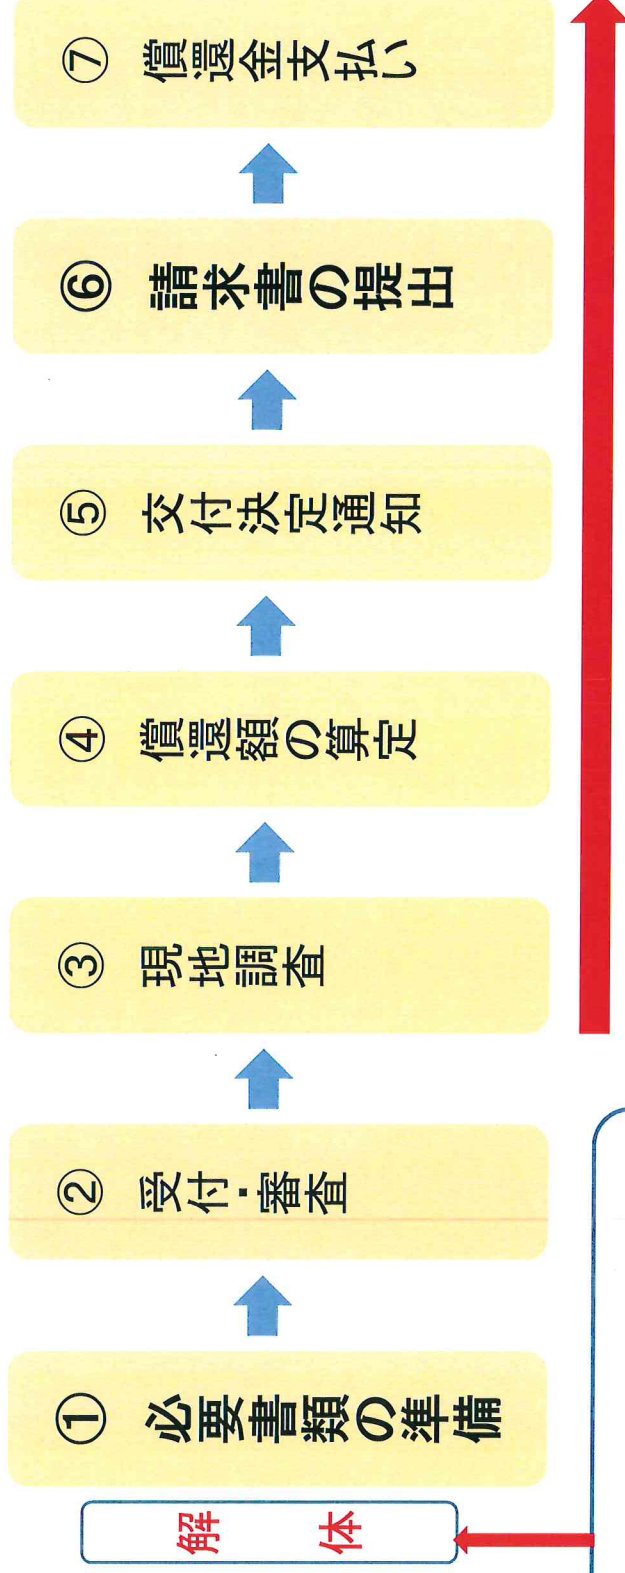 解体
① 必要書類の準備
② 受付・審査
③ 現地調査
④ 償還額の算定
⑤ 交付決定通知
⑥ 請求書の提出
⑦ 償還金支払い